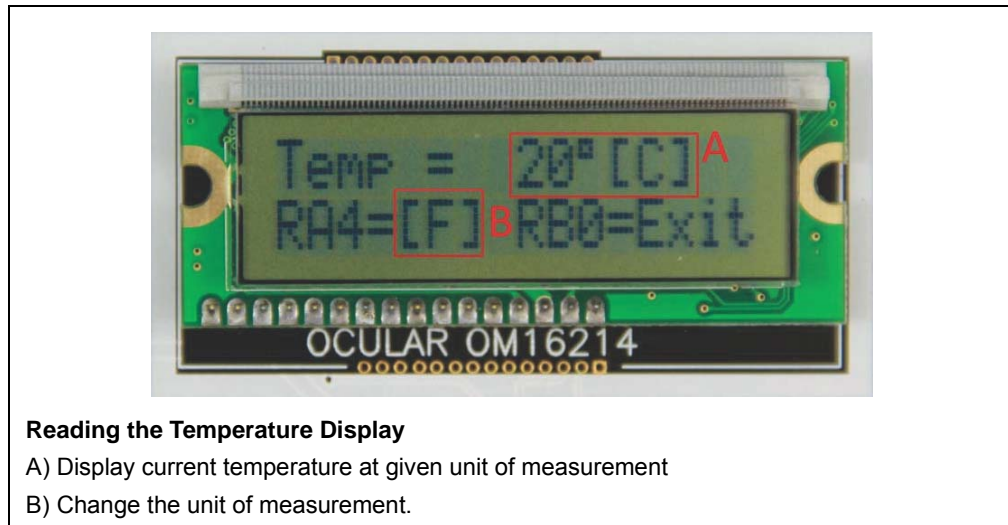 Temp = 20° [C] A
RA4=[F] B RB0=Exit
OCULAR OM16214
Reading the Temperature Display
A) Display current temperature at given unit of measurement
B) Change the unit of measurement.